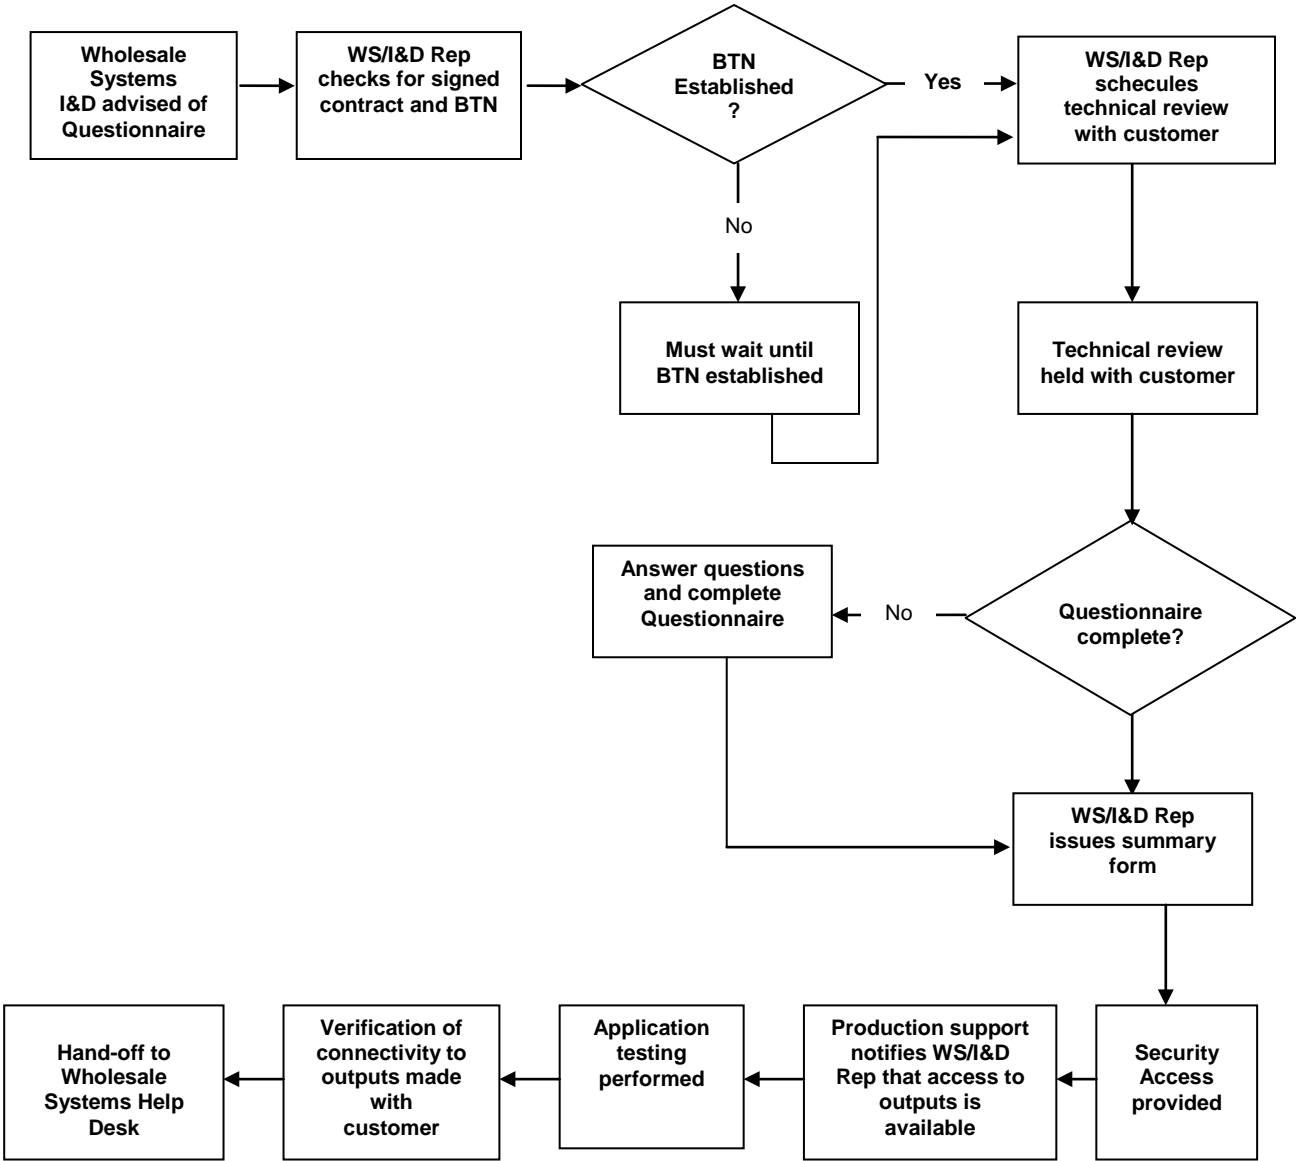 Wholesale
Systems
I&D advised of
Questionnaire
WS/I&D Rep
checks for signed
contract and BTN
BTN
Established
?
Yes
WS/I&D Rep
schecules
technical review
with customer
No
Must wait until
BTN established
Technical review
held with customer
Answer questions
and complete
Questionnaire
No
Questionnaire
complete?
WS/I&D Rep
issues summary
form
Hand-off to
Wholesale
Systems Help
Desk
Verification of
connectivity to
outputs made
with
customer
Application
testing
performed
Production support
notifies WS/I&D
Rep that access to
outputs is
available
Security
Access
provided